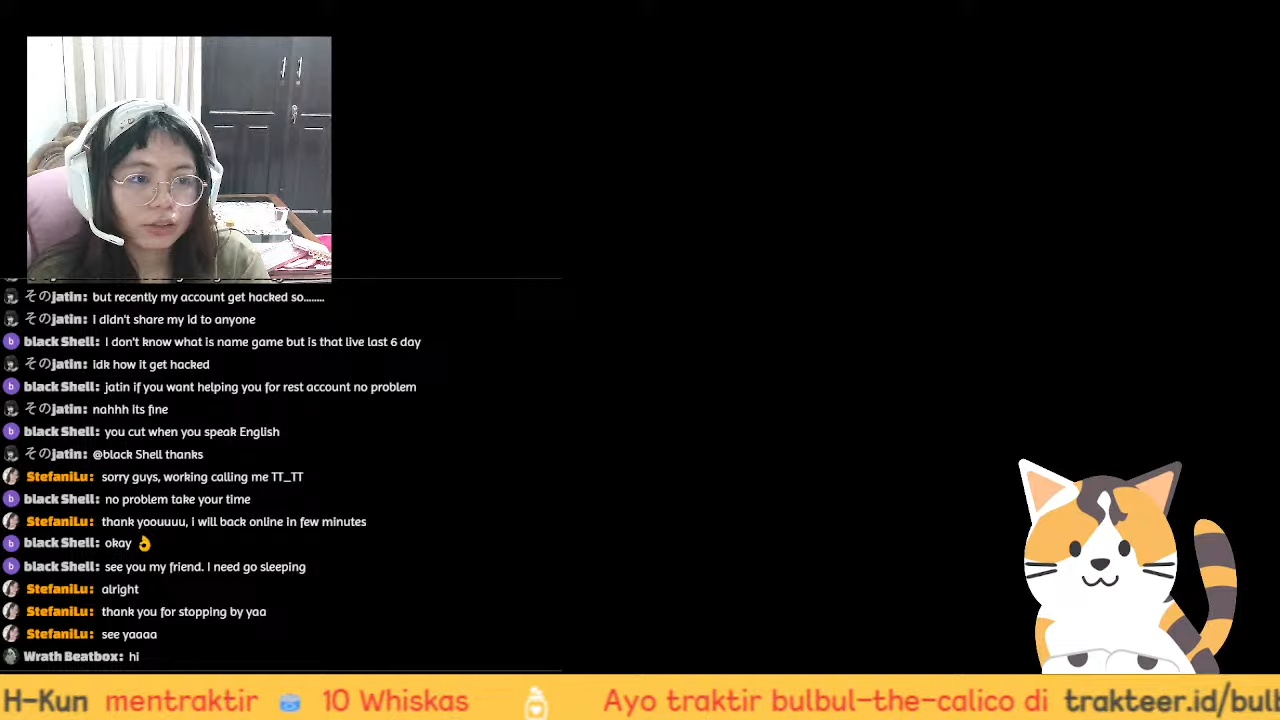 そのjatin: but recently my account get hacked so........
そのjatin: i didn't share my id to anyone
black Shell: I don't know what is name game but is that live last 6 day
そのjatin: idk how it get hacked
black Shell: jatin if you want helping you for rest account no problem
そのjatin: nahhh its fine
black Shell: you cut when you speak English
そのjatin: @black Shell thanks
StefaniLu: sorry guys, working calling me TT_TT
black Shell: no problem take your time
StefaniLu: thank yoouuuu, i will back online in few minutes
black Shell: okay 👌
black Shell: see you my friend. I need go sleeping
StefaniLu: alright
StefaniLu: thank you for stopping by yaa
StefaniLu: see yaaaa
Wrath Beatbox: hi
H-Kun mentraktir 10 Whiskas Ayo traktir bulbul-the-calico di trakteer.id/bulb